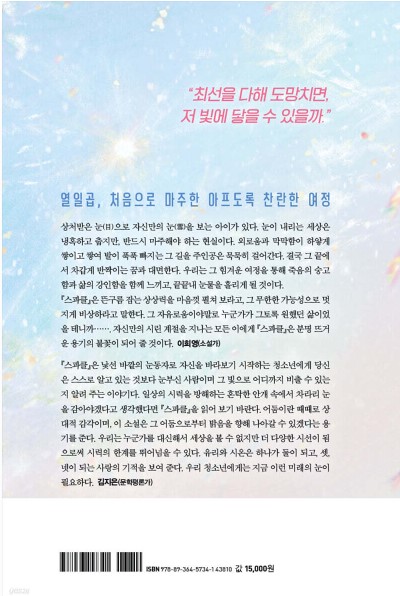 “최선을 다해 도망치면,
저 빛에 닿을 수 있을까.”
열일곱, 처음으로 마주한 아프도록 찬란한 여정
상처받은 눈(目)으로 자신만의 눈(雪)을 보는 아이가 있다. 눈이 내리는 세상은
냉혹하고 춥지만, 반드시 마주해야 하는 현실이다. 외로움과 막막함이 하얗게
쌓이고 쌓여 발이 푹푹 빠지는 그 길을 주인공은 묵묵히 걸어간다. 결국 그 끝에
서 차갑게 반짝이는 꿈과 대면한다. 우리는 그 힘겨운 여정을 통해 죽음의 숭고
함과 삶의 강인함을 함께 느끼고, 끝끝내 눈물을 흘리게 될 것이다.
『스파클』은 뜬구름 잡는 상상력을 마음껏 펼쳐 보라고, 그 무한한 가능성으로 멋
지게 비상하라고 말한다. 그 자유로움이야말로 누군가가 그토록 원했던 삶이었
을 테니까……. 자신만의 시린 계절을 지나는 모든 이에게 『스파클』은 분명 뜨거
운 용기의 불꽃이 되어 줄 것이다. 이희영(소설가)
『스파클』은 낯선 바깥의 눈동자로 자신을 바라보기 시작하는 청소년에게 당신
은 스스로 알고 있는 것보다 눈부신 사람이며 그 빛으로 어디까지 비출 수 있는
지 알려 주는 이야기다. 일상의 시력을 방해하는 혼탁한 안개 속에서 차라리 눈
을 감아야겠다고 생각했다면 『스파클』을 읽어 보기 바란다. 어둠이란 때때로 상
대적 감각이며, 이 소설은 그 어둠으로부터 밝음을 향해 나아갈 수 있겠다는 용
기를 준다. 우리는 누군가를 대신해서 세상을 볼 수 없지만 더 다양한 시선이 됨
으로써 시력의 한계를 뛰어넘을 수 있다. 유리와 시온은 하나가 둘이 되고, 셋,
넷이 되는 사랑의 기적을 보여 준다. 우리 청소년에게는 지금 이런 미래의 눈이
필요하다. 김지은(문학평론가)
ISBN 978-89-364-5734-1 43810 값 15,000원